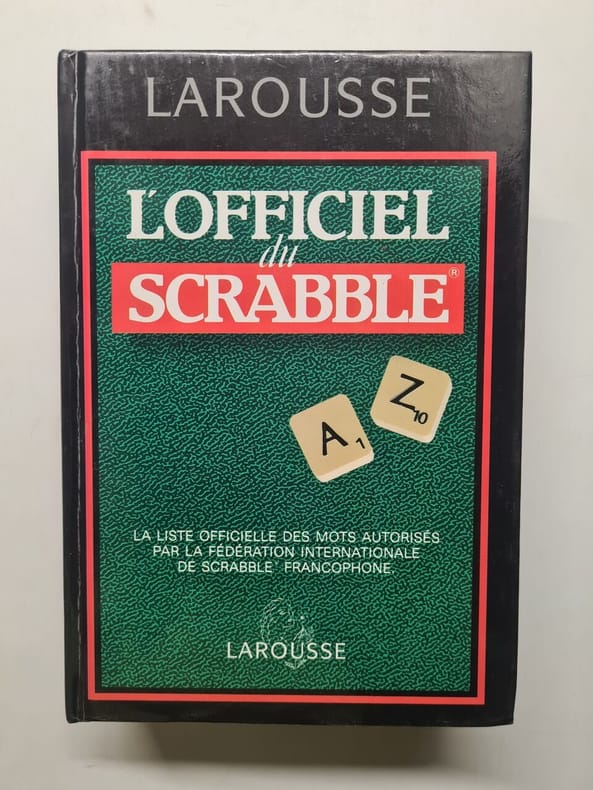 LAROUSSE
L'OFFICIEL
du
SCRABBLE®
A1
Z10
LA LISTE OFFICIELLE DES MOTS AUTORISÉS
PAR LA FÉDÉRATION INTERNATIONALE
DE SCRABBLE® FRANCOPHONE.
LAROUSSE